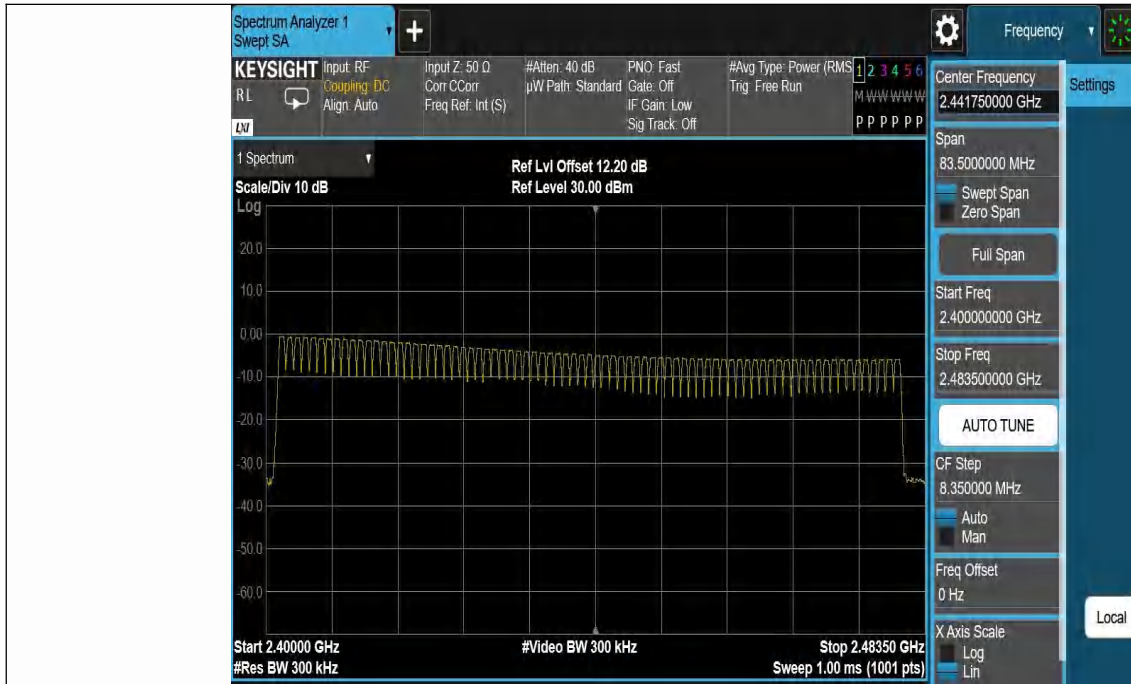 Spectrum Analyzer 1
Swept SA
+
Frequency
KEYSIGHT
R L
LXI
Input: RF
Coupling: DC
Align: Auto
Input Z: 50 Ω
Corr CCorr
Freq Ref: Int (S)
#Atten: 40 dB
µW Path: Standard
PNO: Fast
Gate: Off
IF Gain: Low
Sig Track: Off
#Avg Type: Power (RMS
Trig: Free Run
1 2 3 4 5 6
M W W W W W
P P P P P P
1 Spectrum
Scale/Div 10 dB
Ref Lvl Offset 12.20 dB
Ref Level 30.00 dBm
Log
20.0
10.0
0.00
-10.0
-20.0
-30.0
-40.0
-50.0
-60.0
Start 2.40000 GHz
#Res BW 300 kHz
#Video BW 300 kHz
Stop 2.48350 GHz
Sweep 1.00 ms (1001 pts)
Center Frequency
2.441750000 GHz
Settings
Span
83.5000000 MHz
Swept Span
Zero Span
Full Span
Start Freq
2.400000000 GHz
Stop Freq
2.483500000 GHz
AUTO TUNE
CF Step
8.350000 MHz
Auto
Man
Freq Offset
0 Hz
Local
X Axis Scale
Log
Lin